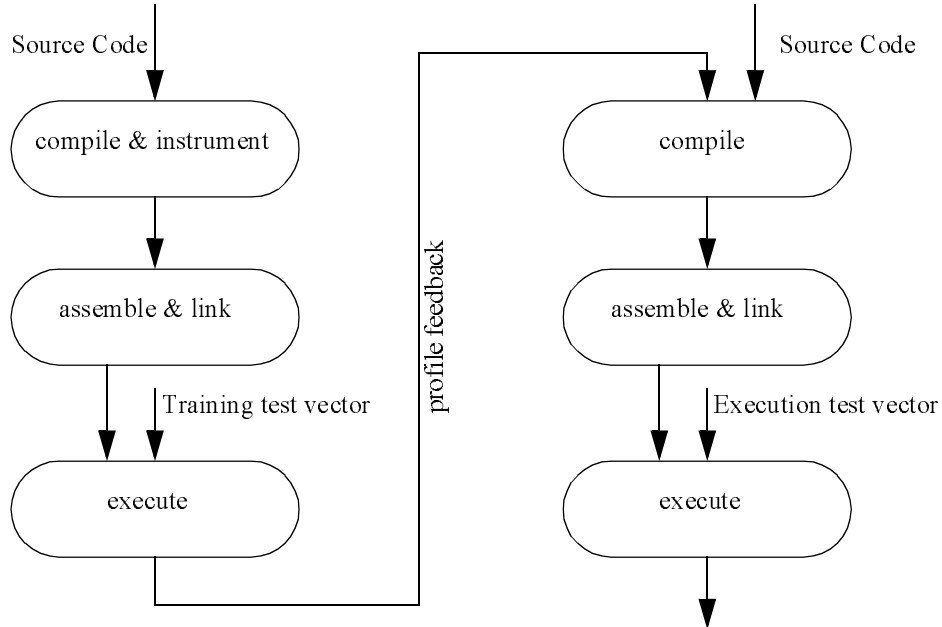 Source Code
compile & instrument
assemble & link
Training test vector
execute
profile feedback
Source Code
compile
assemble & link
Execution test vector
execute